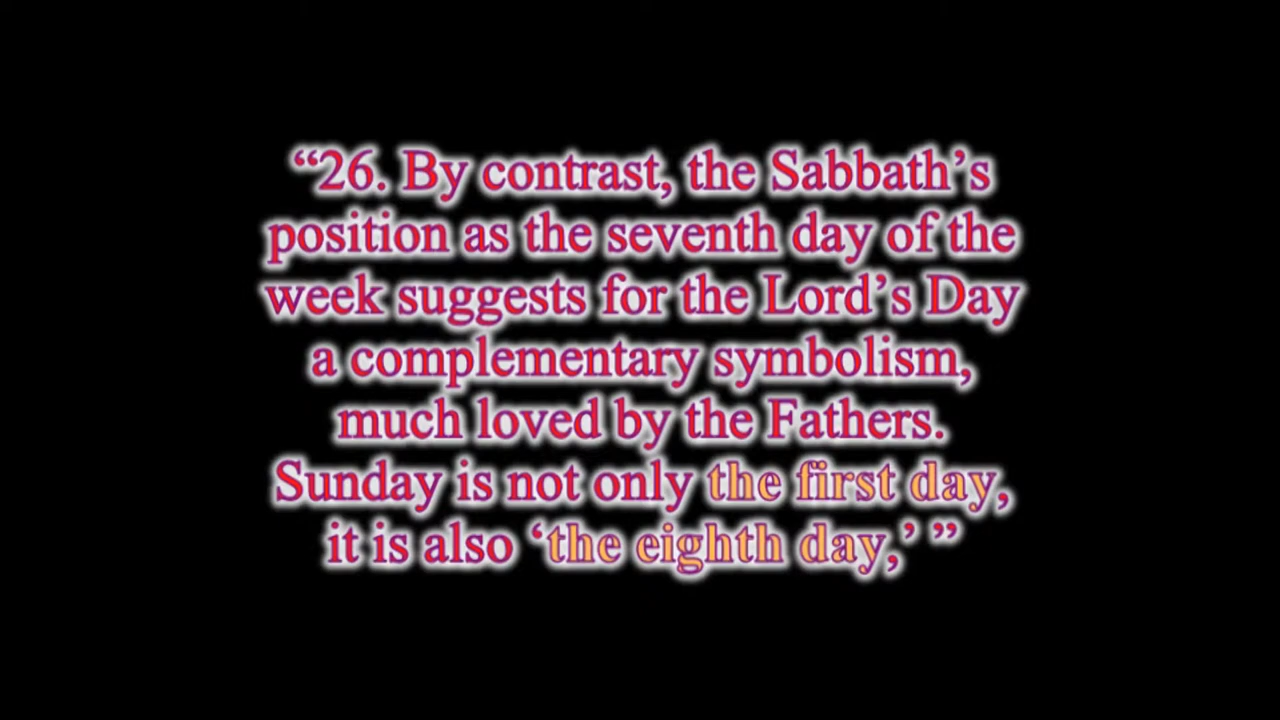 “26. By contrast, the Sabbath’s
position as the seventh day of the
week suggests for the Lord’s Day
a complementary symbolism,
much loved by the Fathers.
Sunday is not only the first day,
it is also ‘the eighth day,’ ”